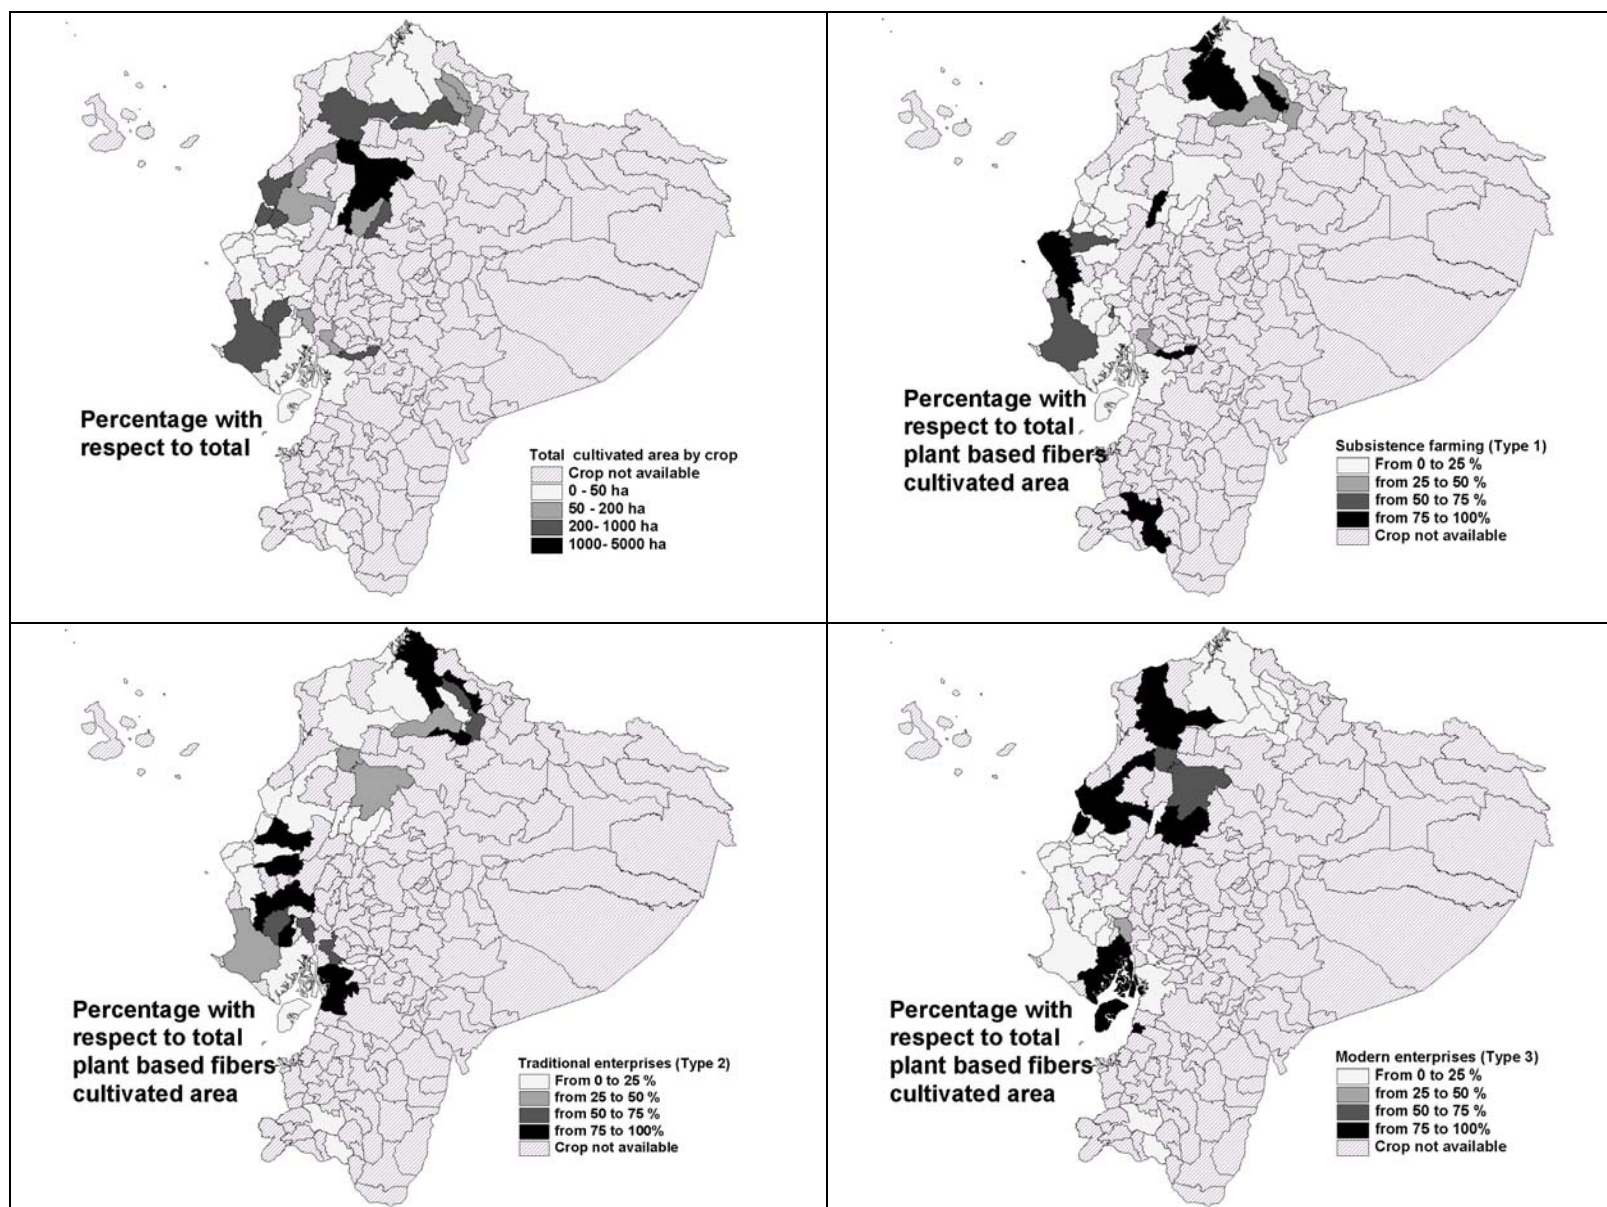 Percentage with
respect to total
Total cultivated area by crop
Crop not available
0 - 50 ha
50 - 200 ha
200- 1000 ha
1000- 5000 ha
Percentage with
respect to total
plant based fibers
cultivated area
Subsistence farming (Type 1)
From 0 to 25 %
from 25 to 50 %
from 50 to 75 %
from 75 to 100%
Crop not available
Percentage with
respect to total
plant based fibers
cultivated area
Traditional enterprises (Type 2)
From 0 to 25 %
from 25 to 50 %
from 50 to 75 %
from 75 to 100%
Crop not available
Percentage with
respect to total
plant based fibers
cultivated area
Modern enterprises (Type 3)
From 0 to 25 %
from 25 to 50 %
from 50 to 75 %
from 75 to 100%
Crop not available